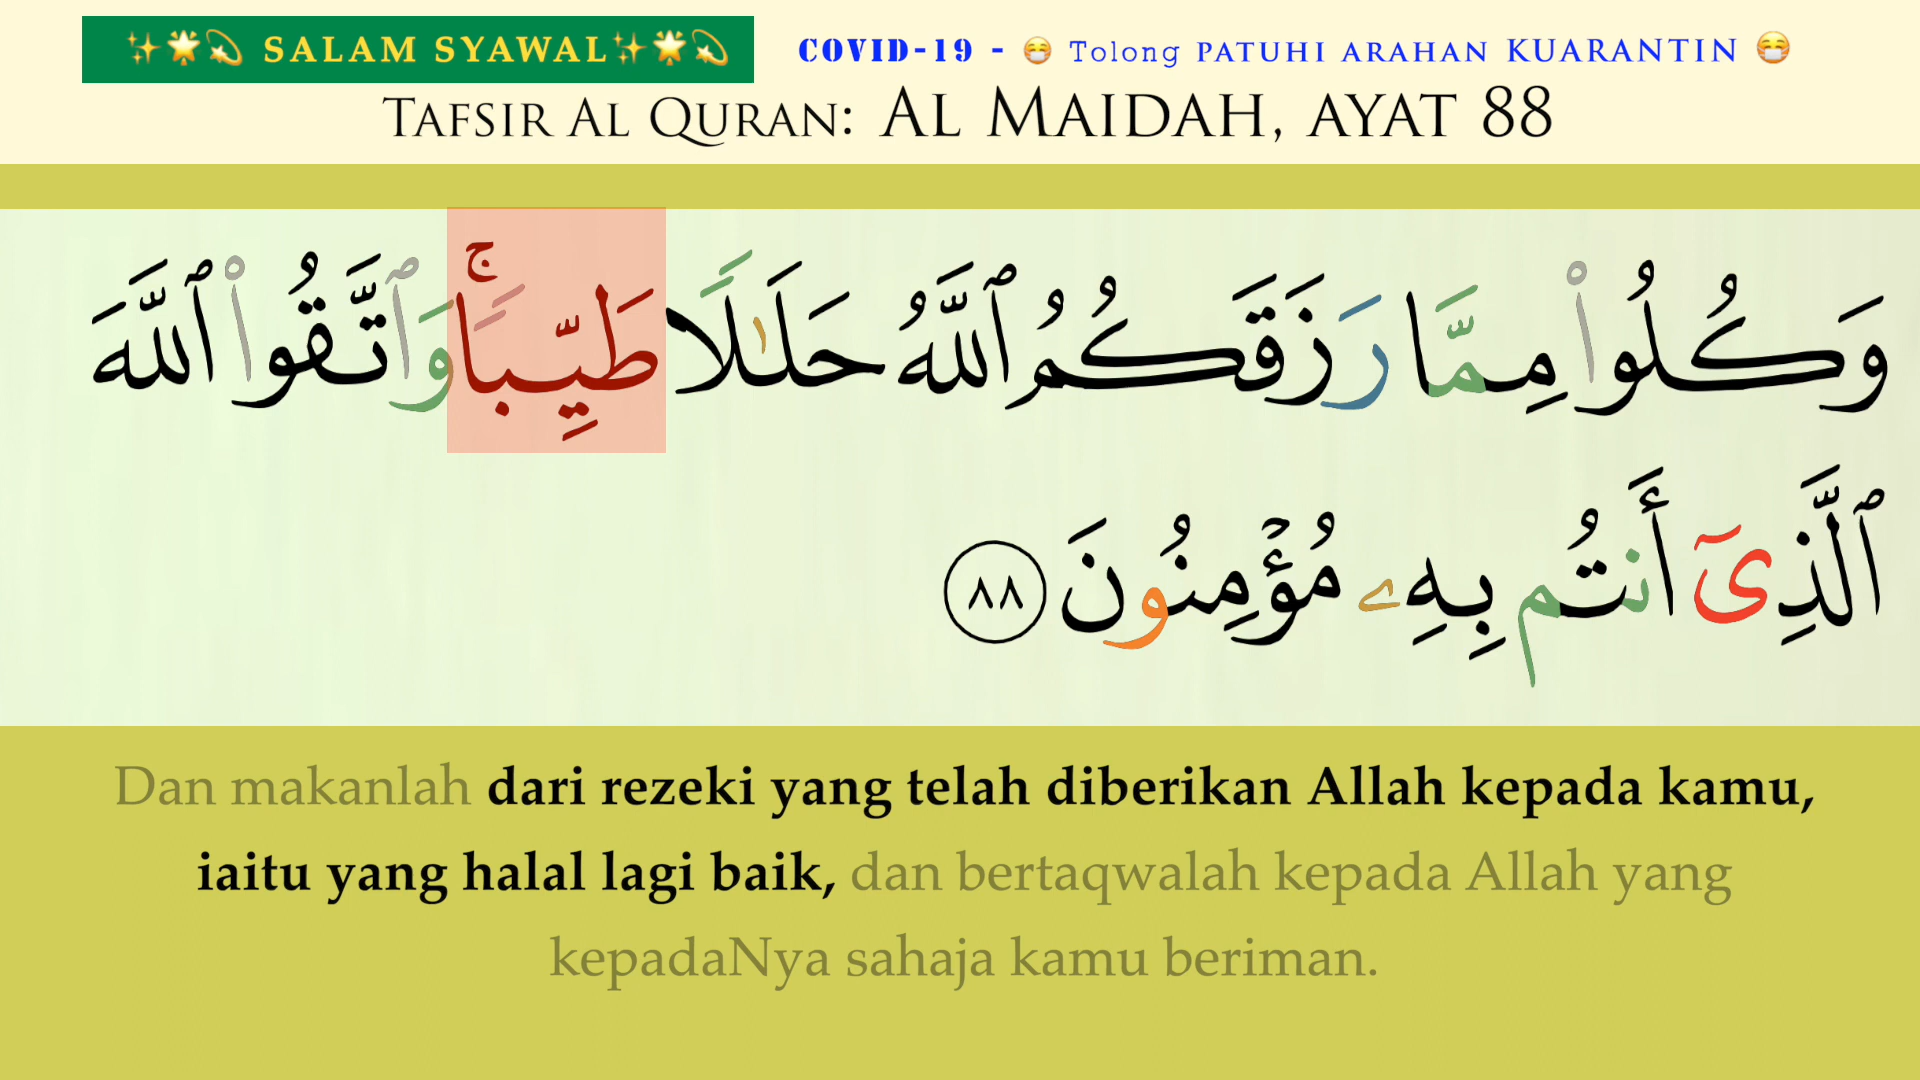 ✨🌟💫 SALAM SYAWAL✨🌟💫 COVID-19 - 😷 Tolong PATUHI ARAHAN KUARANTIN 😷
TAFSIR AL QURAN: AL MAIDAH, AYAT 88
وَكُلُوا۟ مِمَّا رَزَقَكُمُ ٱللَّهُ حَلَـٰلًا طَيِّبًا ۚ وَٱتَّقُوا۟ ٱللَّهَ
ٱلَّذِىٓ أَنتُم بِهِۦ مُؤْمِنُونَ ٨٨
Dan makanlah dari rezeki yang telah diberikan Allah kepada kamu,
iaitu yang halal lagi baik, dan bertaqwalah kepada Allah yang
kepadaNya sahaja kamu beriman.